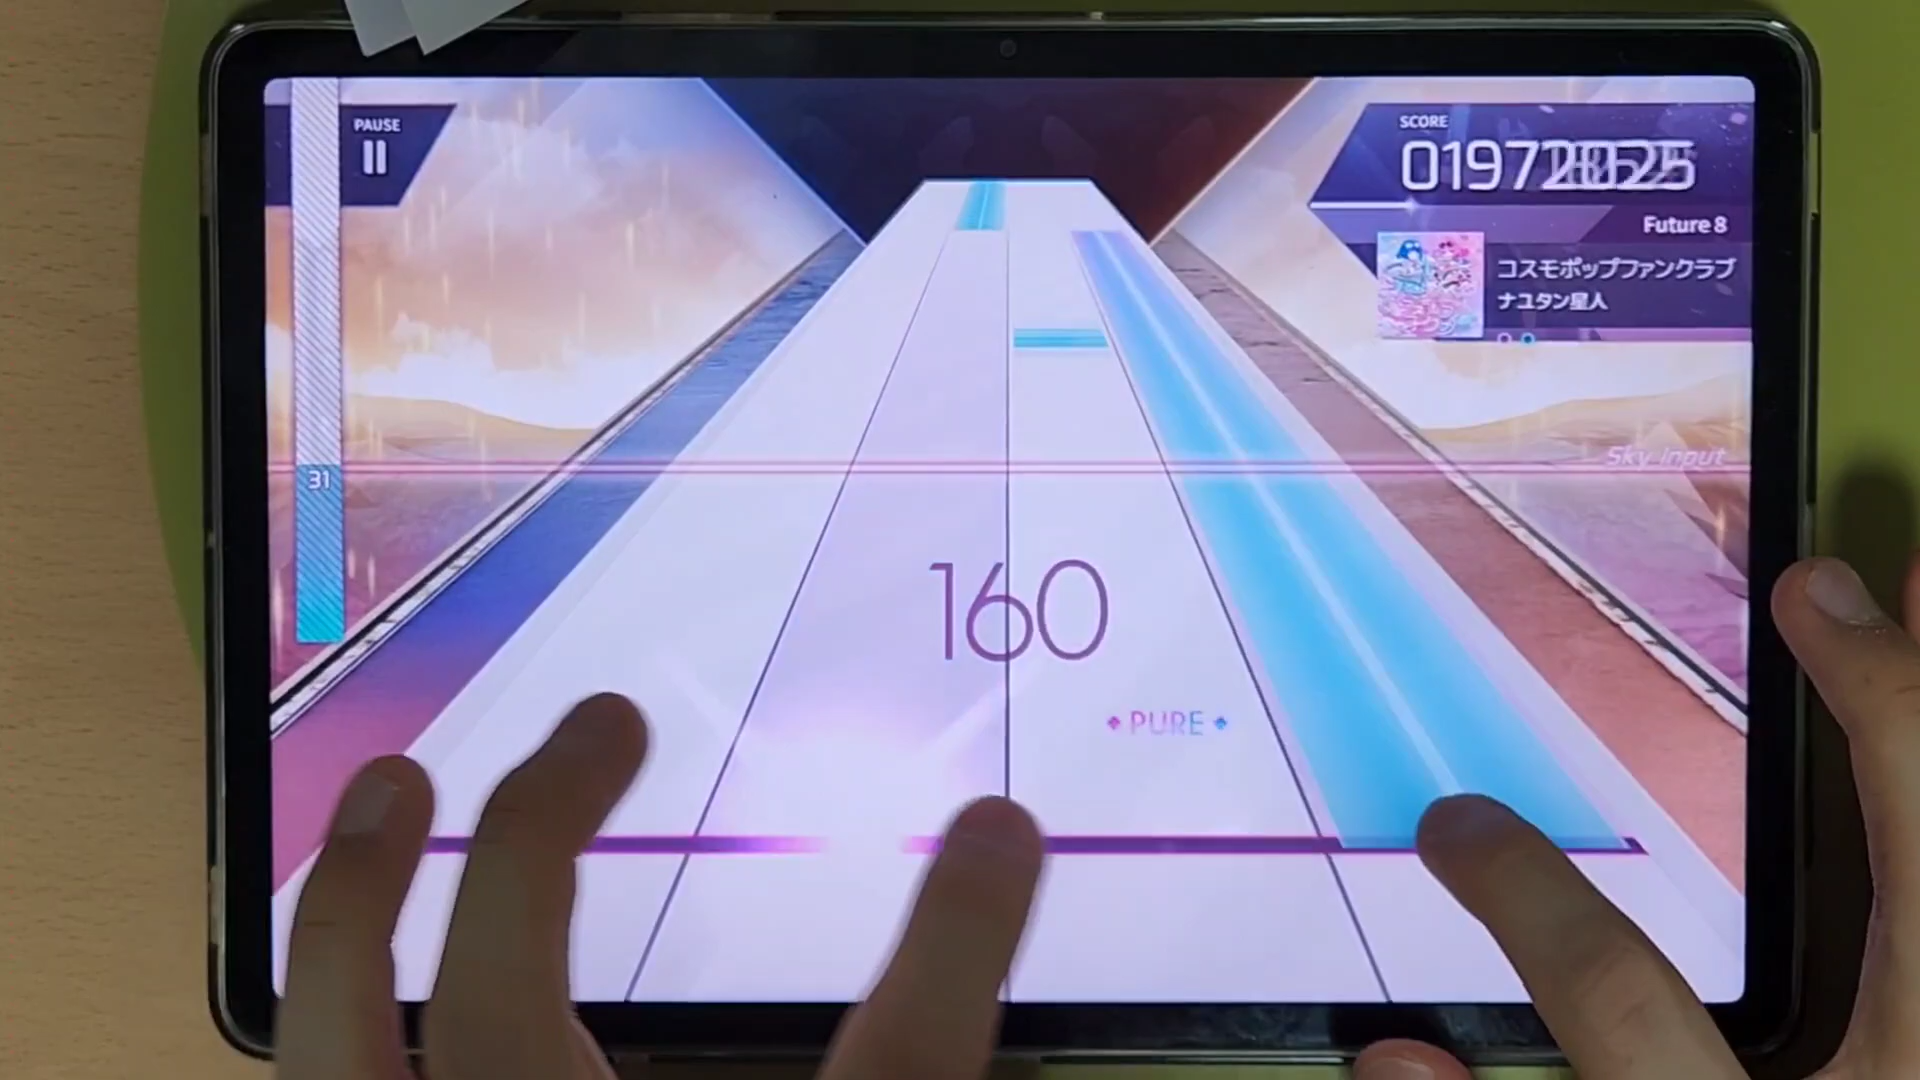 PAUSE
SCORE
Future 8
コスモポップファンクラブ
ナユタン星人
Sky Input
31
160
PURE